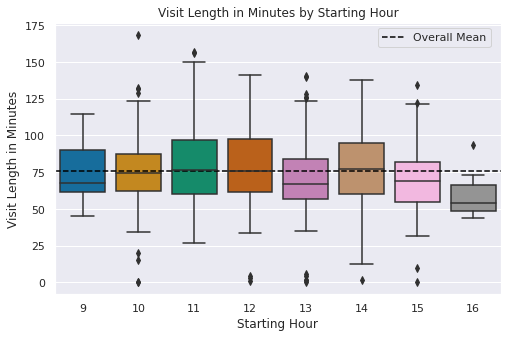 Visit Length in Minutes by Starting Hour
Overall Mean
175
150
125
100
75
50
25
0
Visit Length in Minutes
9 10 11 12 13 14 15 16
Starting Hour